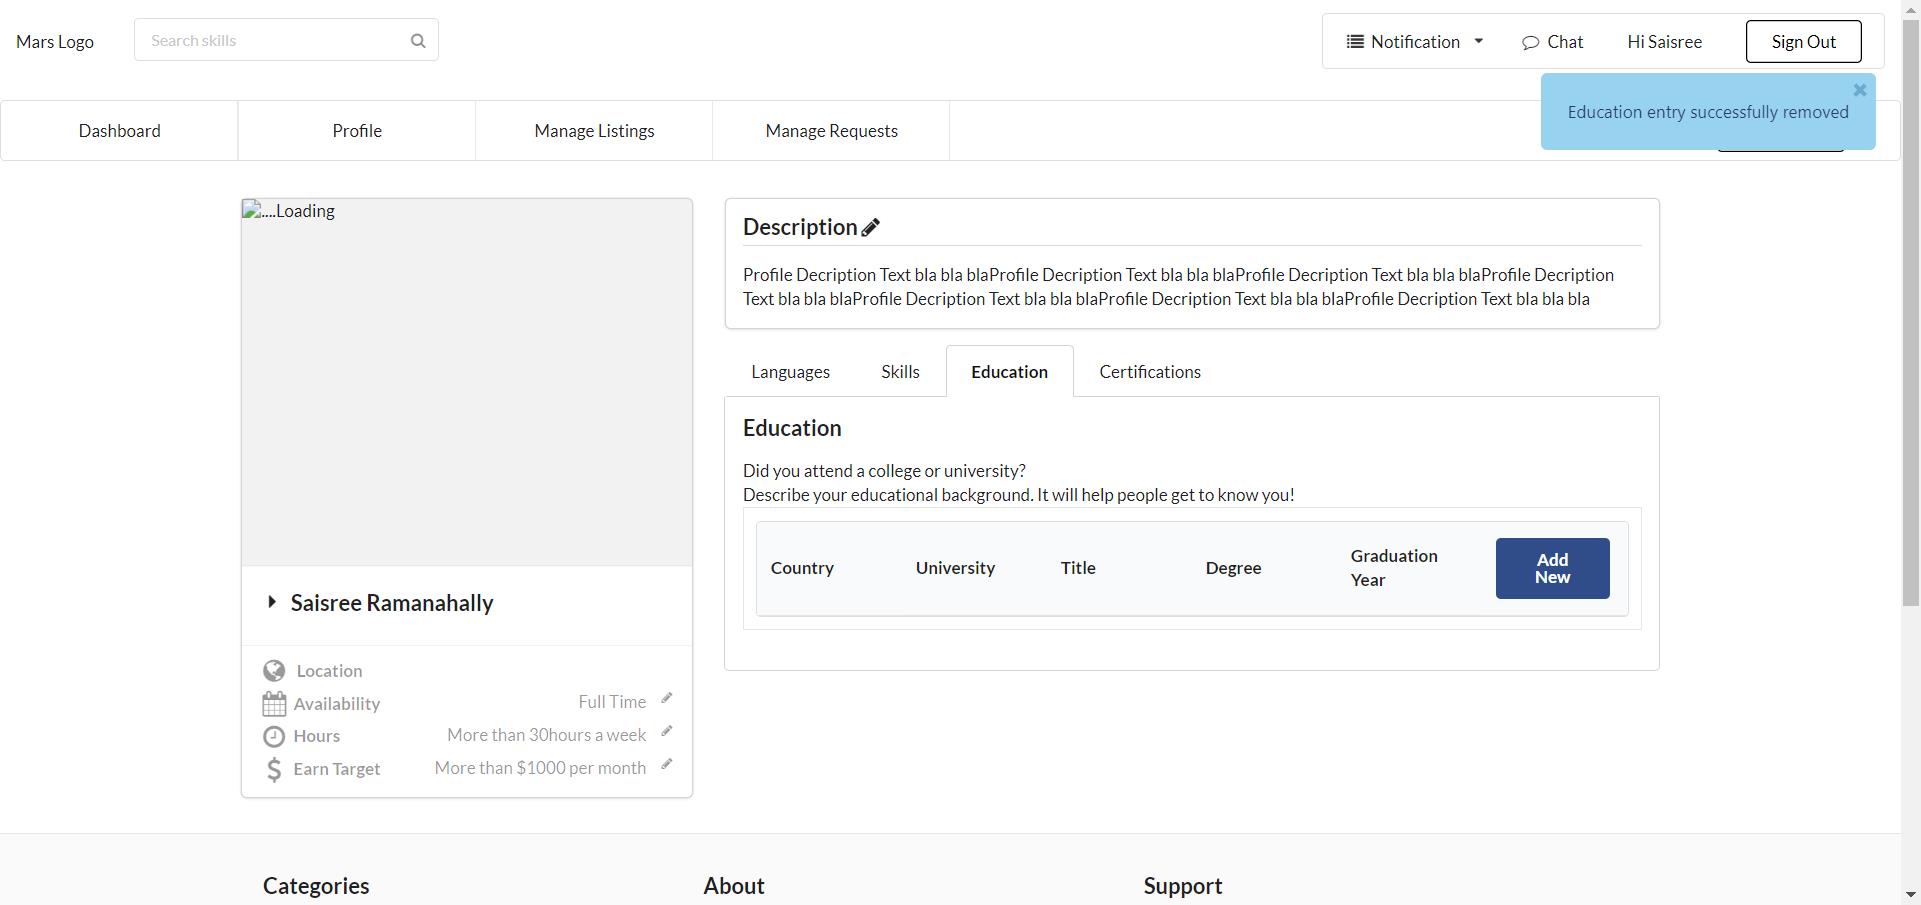 Mars Logo
Search skills
Notification
Chat
Hi Saisree
Sign Out
Education entry successfully removed
Dashboard
Profile
Manage Listings
Manage Requests
....Loading
Description
Profile Decription Text bla bla blaProfile Decription Text bla bla blaProfile Decription Text bla bla blaProfile Decription
Text bla bla blaProfile Decription Text bla bla blaProfile Decription Text bla bla blaProfile Decription Text bla bla bla
Languages
Skills
Education
Certifications
Education
Did you attend a college or university?
Describe your educational background. It will help people get to know you!
Country
University
Title
Degree
Graduation
Year
Add
New
Saisree Ramanahally
Location
Availability
Full Time
Hours
More than 30hours a week
Earn Target
More than $1000 per month
Categories
About
Support